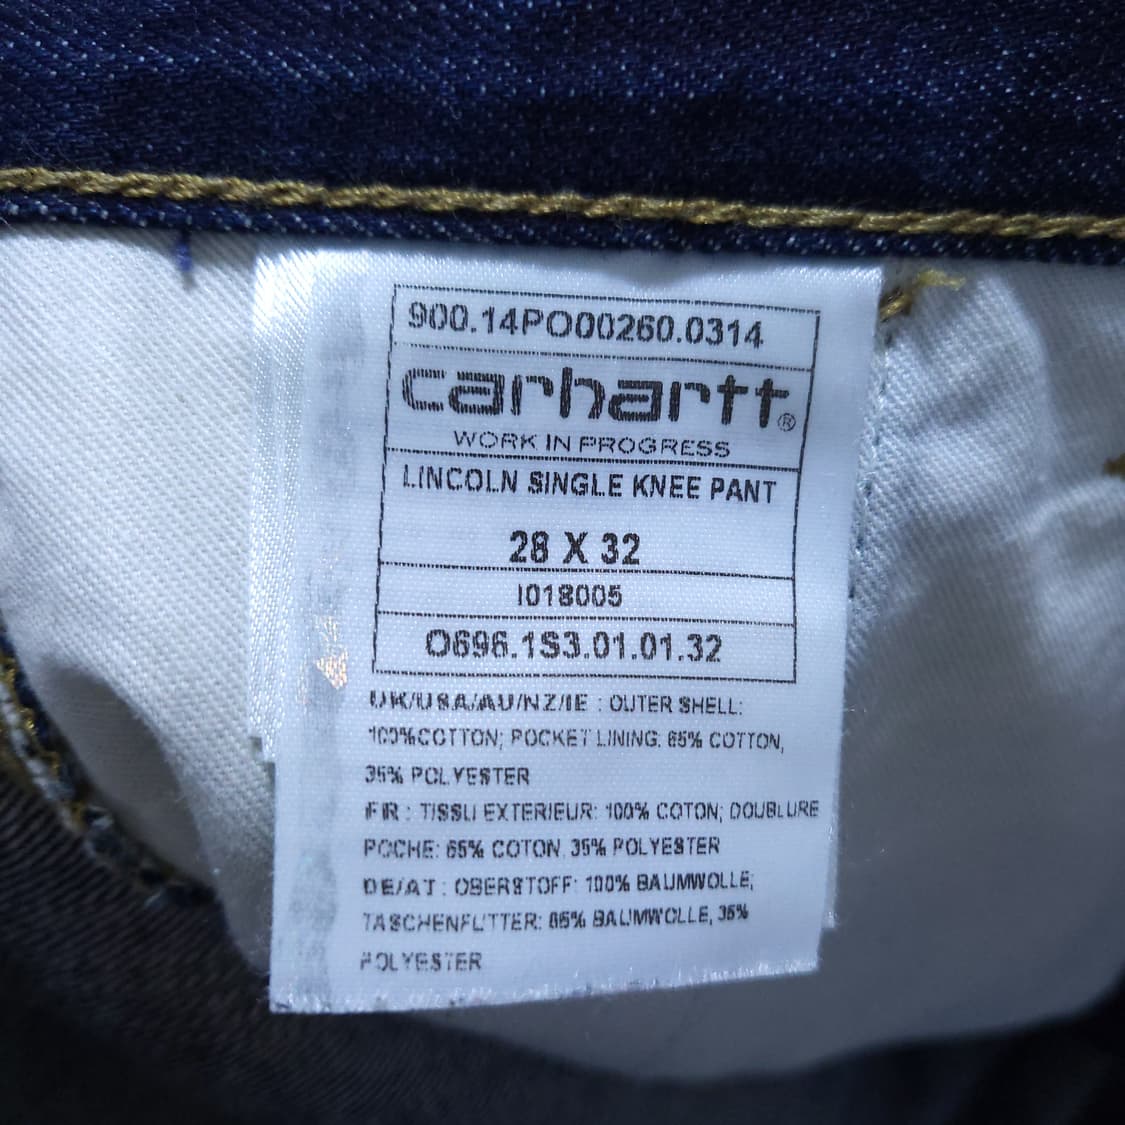 900.14PO00260.0314
carhartt®
WORK IN PROGRESS
LINCOLN SINGLE KNEE PANT
28 X 32
I018005
O696.1S3.01.01.32
UK/USA/AU/NZ/IE : OUTER SHELL:
100%COTTON; POCKET LINING: 65% COTTON,
35% POLYESTER
FR : TISSU EXTERIEUR: 100% COTON; DOUBLURE
POCHE: 65% COTON, 35% POLYESTER
DE/AT : OBERSTOFF: 100% BAUMWOLLE;
TASCHENFUTTER: 65% BAUMWOLLE, 35%
POLYESTER